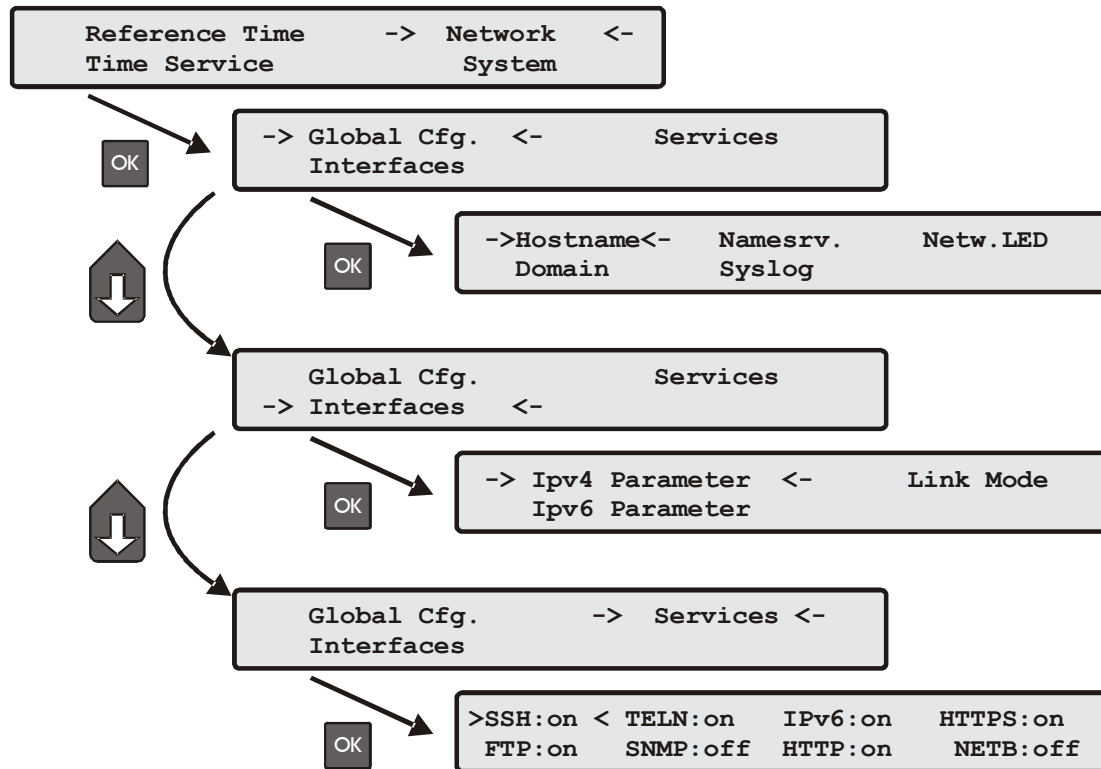 Reference Time -> Network <-
Time Service System
OK
-> Global Cfg. <- Services
Interfaces
OK
->Hostname<- Namesrv. Netw.LED
Domain Syslog
Global Cfg. Services
-> Interfaces <-
OK
-> Ipv4 Parameter <- Link Mode
Ipv6 Parameter
Global Cfg. -> Services <-
Interfaces
OK
>SSH:on < TELN:on IPv6:on HTTPS:on
FTP:on SNMP:off HTTP:on NETB:off